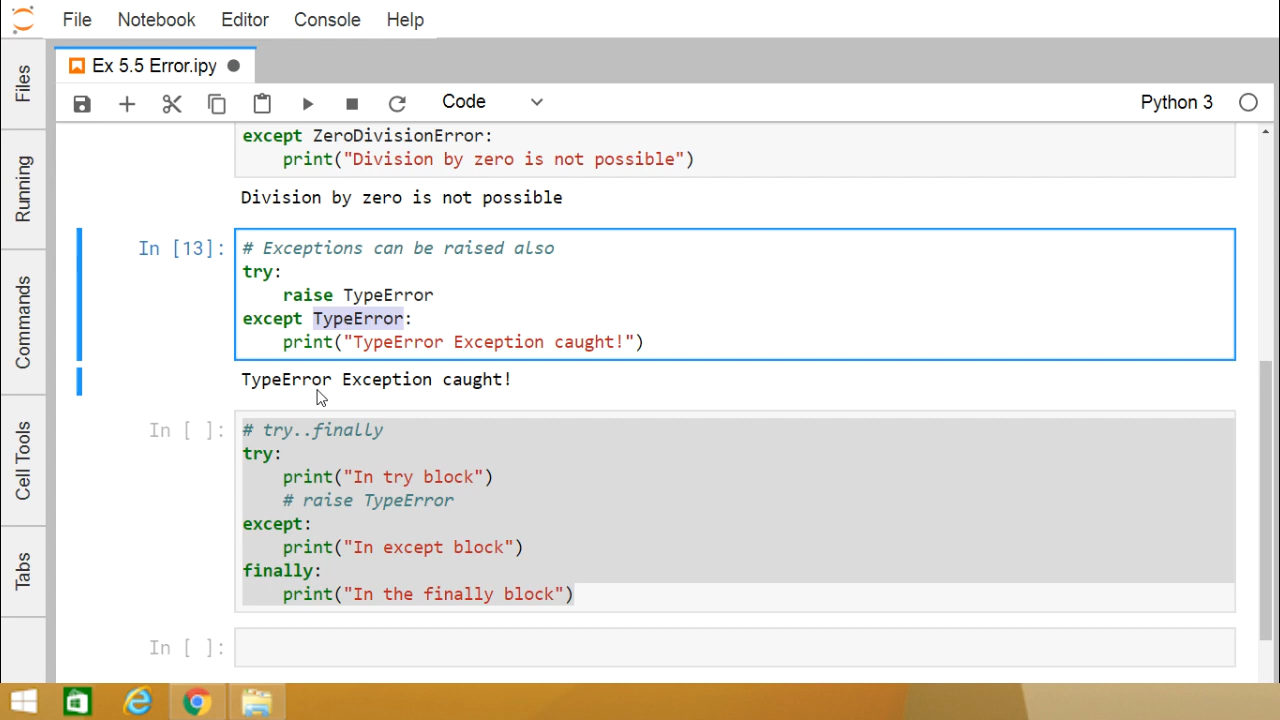 File Notebook Editor Console Help
Ex 5.5 Error.ipy
Code Python 3
Files
Running
Commands
Cell Tools
Tabs
except ZeroDivisionError:
print("Division by zero is not possible")
Division by zero is not possible
In [13]: # Exceptions can be raised also
try:
raise TypeError
except TypeError:
print("TypeError Exception caught!")
TypeError Exception caught!
In [ ]: # try..finally
try:
print("In try block")
# raise TypeError
except:
print("In except block")
finally:
print("In the finally block")
In [ ]: